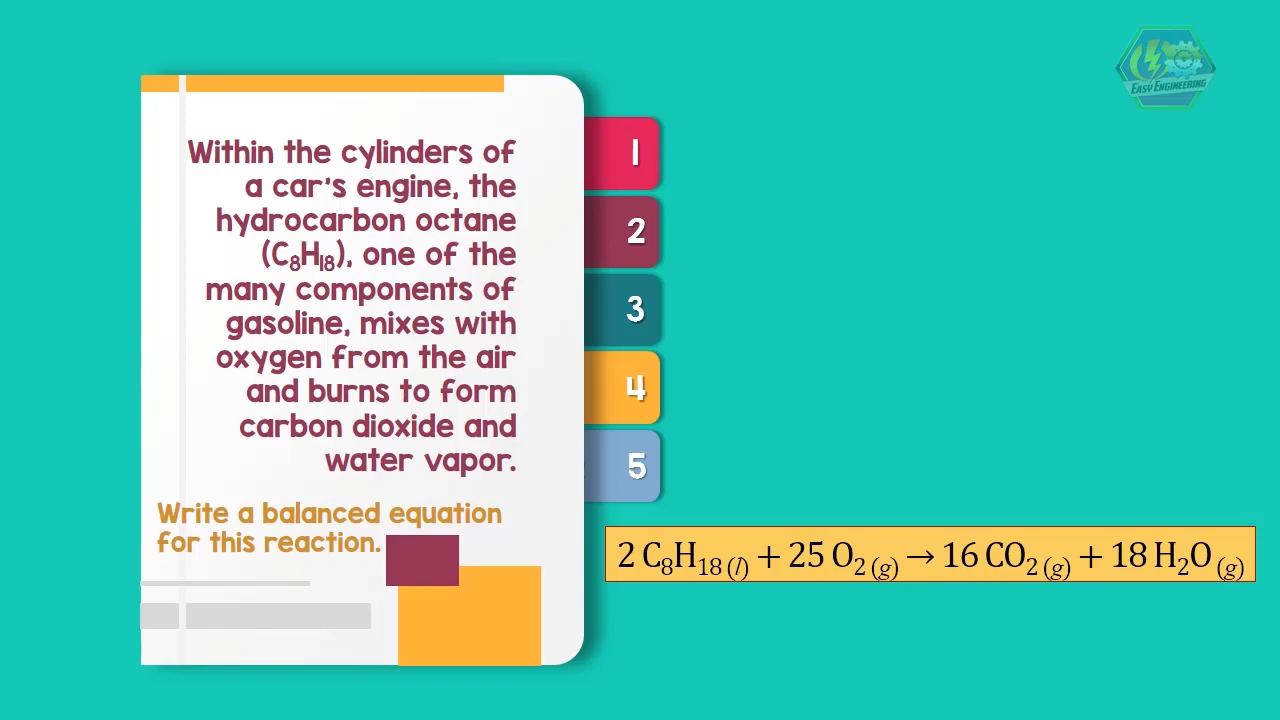 EASY ENGINEERING
Within the cylinders of
a car's engine, the
hydrocarbon octane
(C₈H₁₈), one of the
many components of
gasoline, mixes with
oxygen from the air
and burns to form
carbon dioxide and
water vapor.
Write a balanced equation
for this reaction.
1
2
3
4
5
2 C₈H₁₈ (l) + 25 O₂ (g) → 16 CO₂ (g) + 18 H₂O (g)